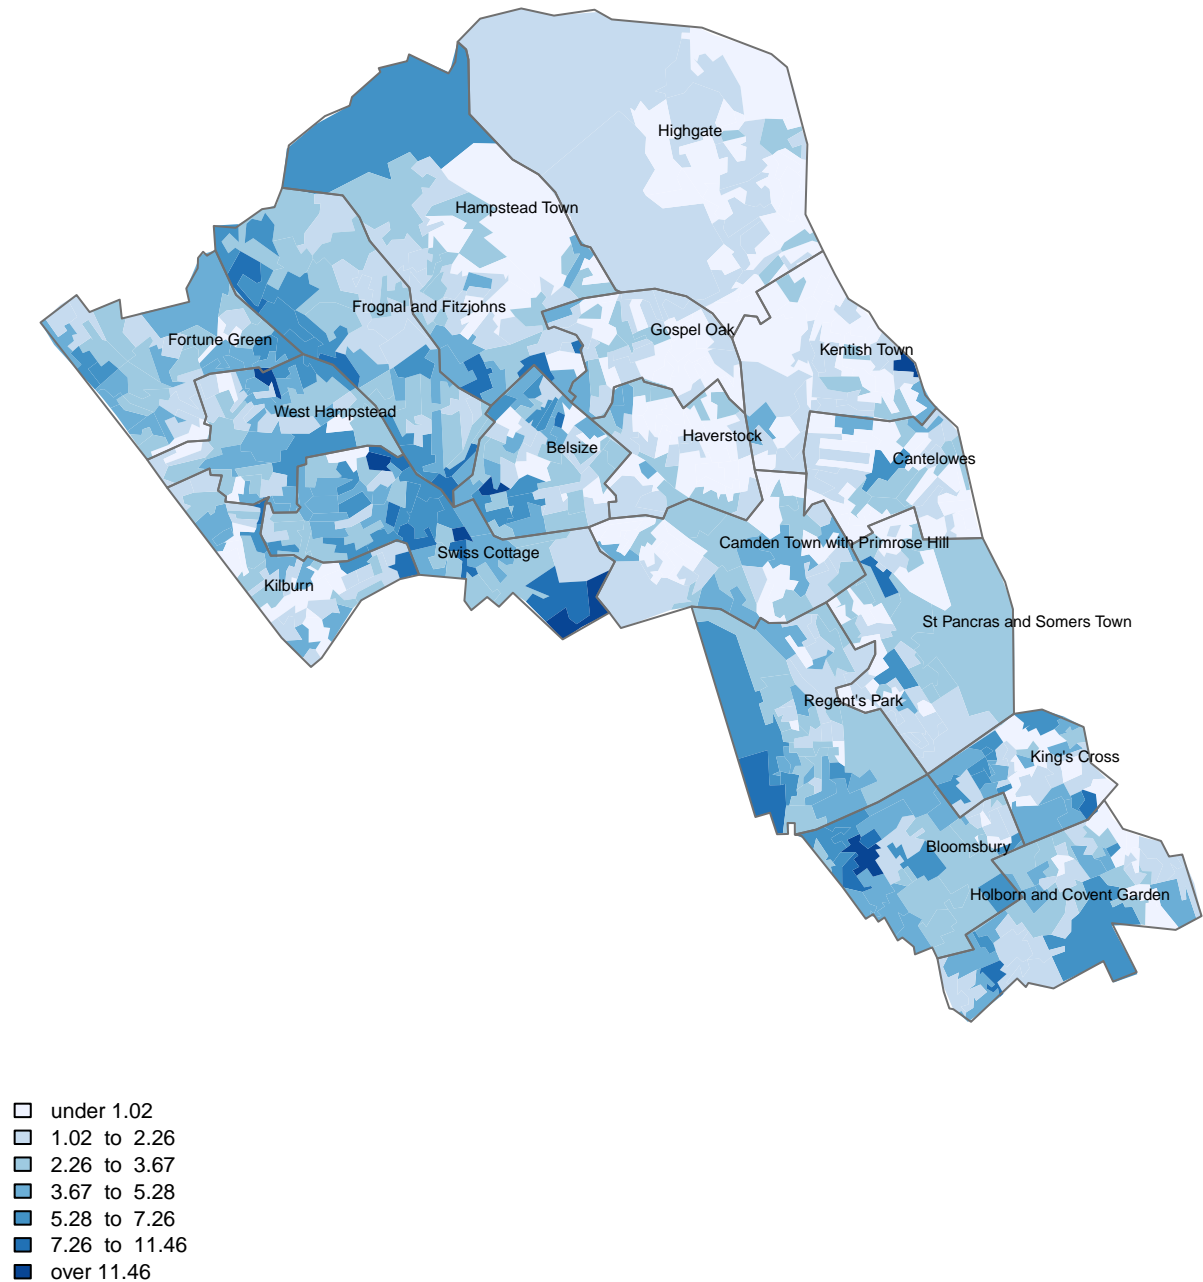 Highgate
Hampstead Town
Frognal and Fitzjohns
Gospel Oak
Fortune Green
Kentish Town
West Hampstead
Haverstock
Belsize
Cantelowes
Camden Town with Primrose Hill
Swiss Cottage
Kilburn
St Pancras and Somers Town
Regent's Park
King's Cross
Bloomsbury
Holborn and Covent Garden
under 1.02
1.02 to 2.26
2.26 to 3.67
3.67 to 5.28
5.28 to 7.26
7.26 to 11.46
over 11.46